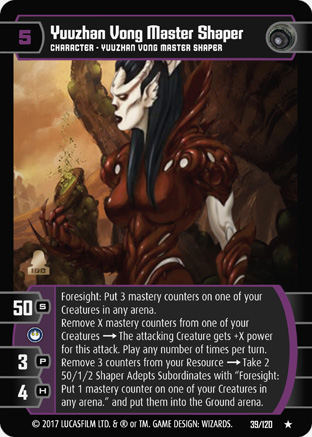 5
Yuuzhan Vong Master Shaper
CHARACTER - YUUZHAN VONG MASTER SHAPER
50 S
3 P
4 H
Foresight: Put 3 mastery counters on one of your
Creatures in any arena.
Remove X mastery counters from one of your
Creatures → The attacking Creature gets +X power
for this attack. Play any number of times per turn.
Remove 3 counters from your Resource → Take 2
50/1/2 Shaper Adepts Subordinates with "Foresight:
Put 1 mastery counter on one of your Creatures in
any arena." and put them into the Ground arena.
© 2017 LUCASFILM LTD. & ® or TM. GAME DESIGN: WIZARDS.
39/120 ★